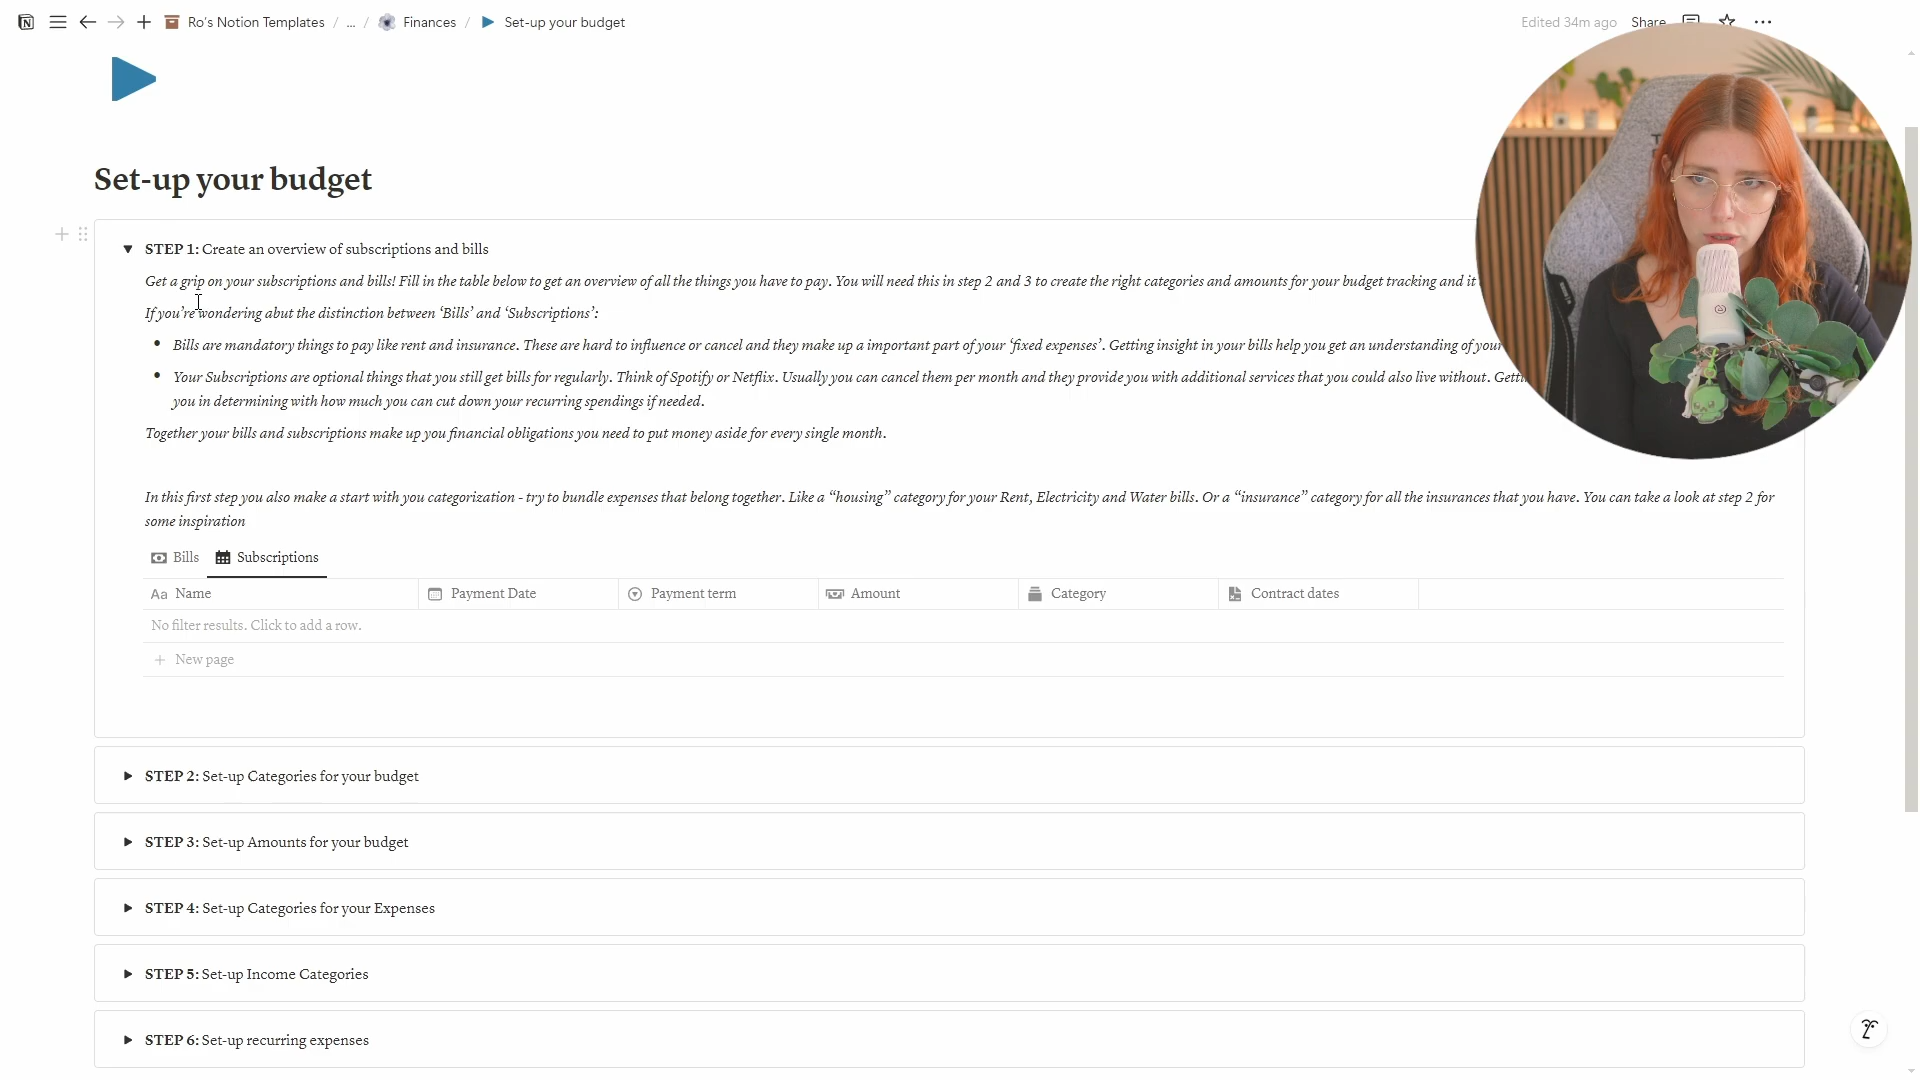 Ro's Notion Templates / ... / Finances / Set-up your budget
Edited 34m ago Share
Set-up your budget
STEP 1: Create an overview of subscriptions and bills
Get a grip on your subscriptions and bills! Fill in the table below to get an overview of all the things you have to pay. You will need this in step 2 and 3 to create the right categories and amounts for your budget tracking and it
If you're wondering abut the distinction between ‘Bills’ and ‘Subscriptions’:
Bills are mandatory things to pay like rent and insurance. These are hard to influence or cancel and they make up a important part of your ‘fixed expenses’. Getting insight in your bills help you get an understanding of your
Your Subscriptions are optional things that you still get bills for regularly. Think of Spotify or Netflix. Usually you can cancel them per month and they provide you with additional services that you could also live without.
you in determining with how much you can cut down your recurring spendings if needed.
Together your bills and subscriptions make up you financial obligations you need to put money aside for every single month.
In this first step you also make a start with you categorization - try to bundle expenses that belong together. Like a “housing” category for your Rent, Electricity and Water bills. Or a “insurance” category for all the insurances that you have. You can take a look at step 2 for
some inspiration
Bills Subscriptions
Aa Name Payment Date Payment term Amount Category Contract dates
No filter results. Click to add a row.
+ New page
STEP 2: Set-up Categories for your budget
STEP 3: Set-up Amounts for your budget
STEP 4: Set-up Categories for your Expenses
STEP 5: Set-up Income Categories
STEP 6: Set-up recurring expenses